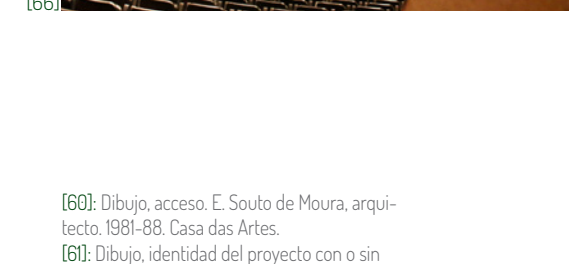 [66]
[60]: Dibujo, acceso. E. Souto de Moura, arqui-
tecto. 1981-88. Casa das Artes.
[61]: Dibujo, identidad del proyecto con o sin